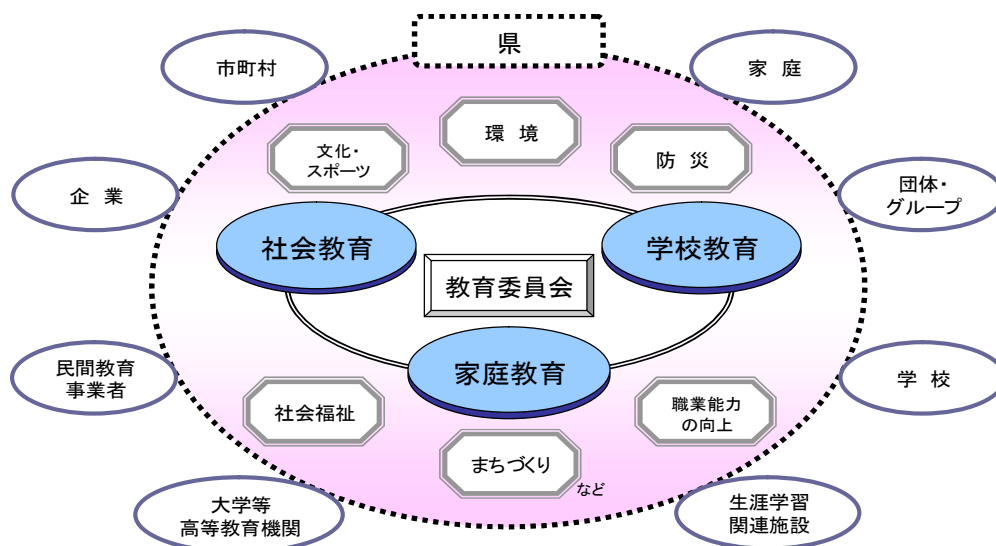 県
市町村
家 庭
環 境
文化・
スポーツ
防 災
企 業
団体・
グループ
社会教育
学校教育
教育委員会
民間教育
事業者
家庭教育
学 校
社会福祉
職業能力
の向上
まちづくり
など
大学等
高等教育機関
生涯学習
関連施設